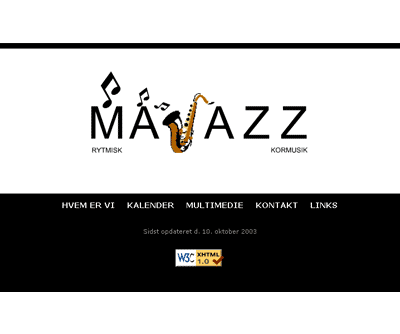 MAJAZZ
RYTMISK KORMUSIK
HVEM ER VI KALENDER MULTIMEDIE KONTAKT LINKS
Sidst opdateret d. 10. oktober 2003
W3C XHTML 1.0